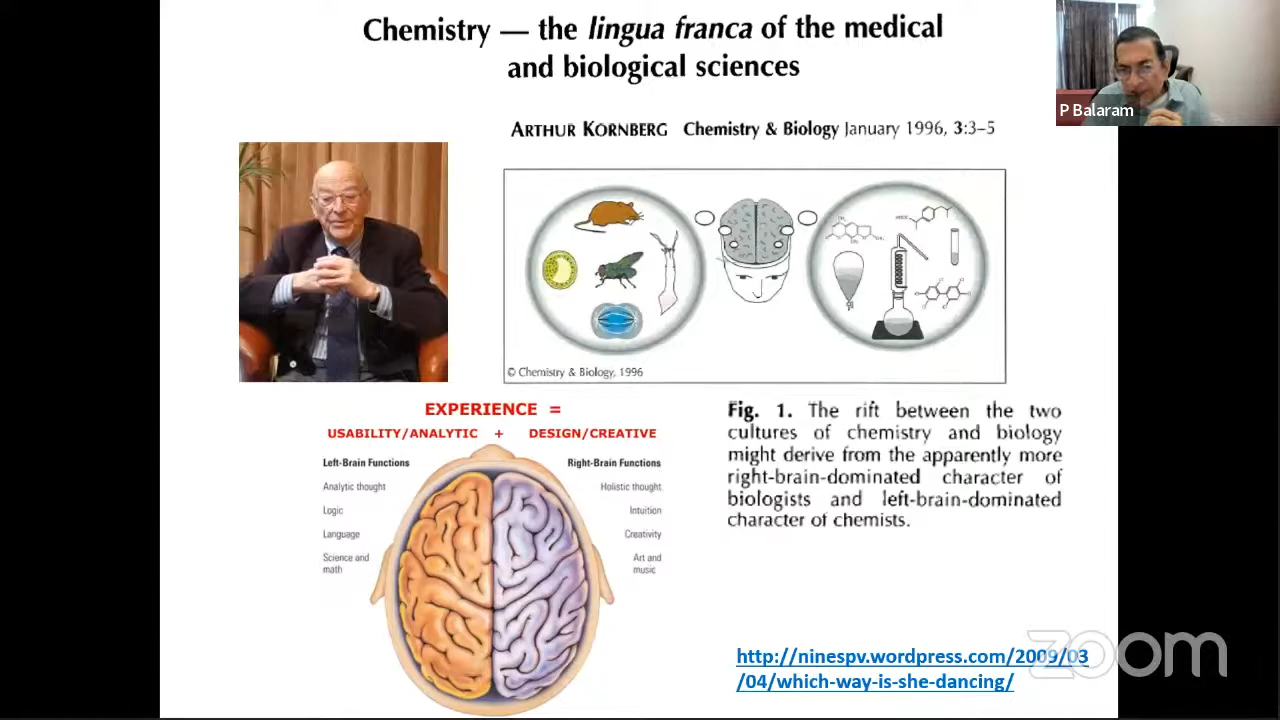 Chemistry — the lingua franca of the medical
and biological sciences
P Balaram
ARTHUR KORNBERG Chemistry & Biology January 1996, 3:3–5
© Chemistry & Biology, 1996
EXPERIENCE =
USABILITY/ANALYTIC + DESIGN/CREATIVE
Left-Brain Functions
Analytic thought
Logic
Language
Science and
math
Right-Brain Functions
Holistic thought
Intuition
Creativity
Art and
music
Fig. 1. The rift between the two
cultures of chemistry and biology
might derive from the apparently more
right-brain-dominated character of
biologists and left-brain-dominated
character of chemists.
http://ninespv.wordpress.com/2009/03
/04/which-way-is-she-dancing/
zoom